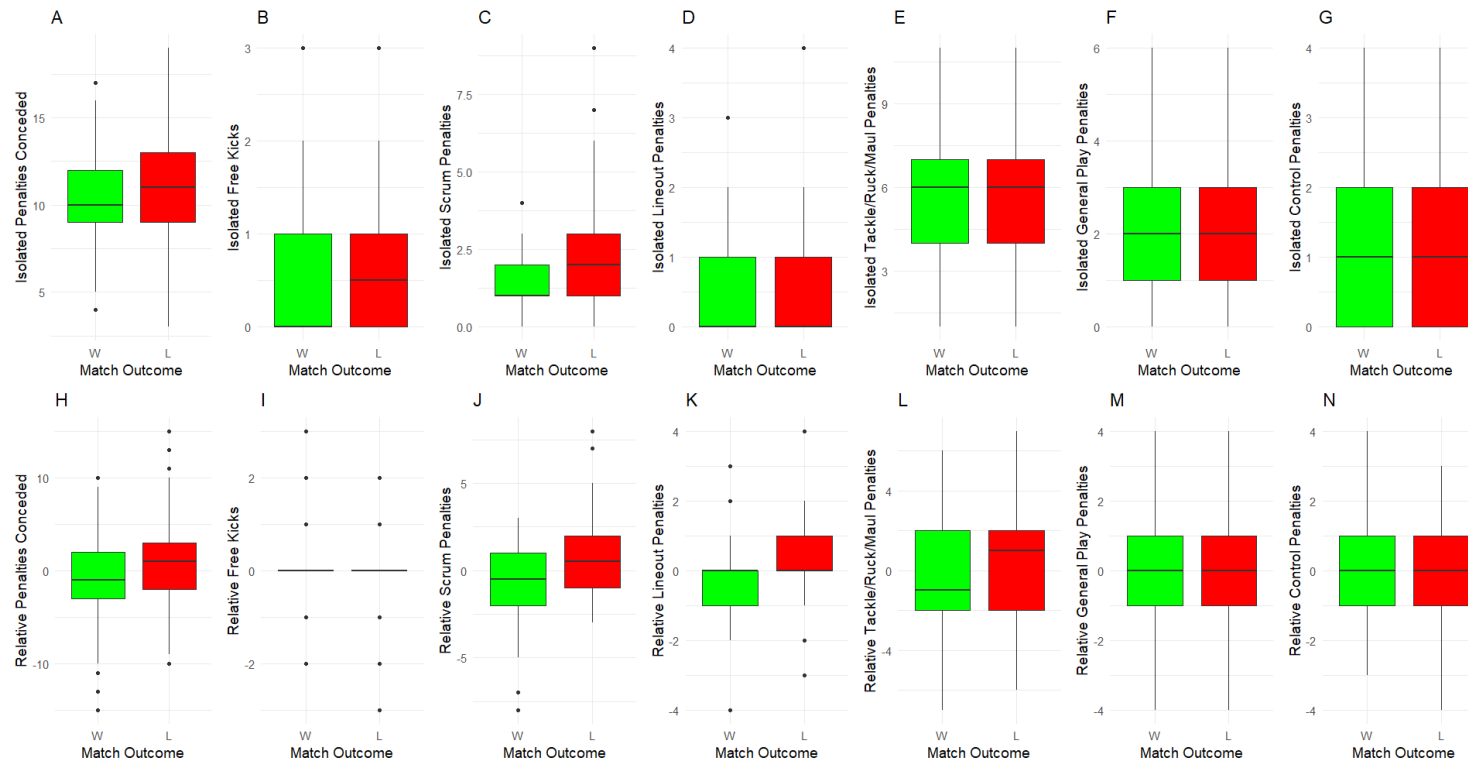 A
Isolated Penalties Conceded
15
10
5
W
L
Match Outcome
B
Isolated Free Kicks
3
2
1
0
W
L
Match Outcome
C
Isolated Scrum Penalties
7.5
5.0
2.5
0.0
W
L
Match Outcome
D
Isolated Lineout Penalties
4
3
2
1
0
W
L
Match Outcome
E
Isolated Tackle/Ruck/Maul Penalties
9
6
3
W
L
Match Outcome
F
Isolated General Play Penalties
6
4
2
0
W
L
Match Outcome
G
Isolated Control Penalties
4
3
2
1
0
W
L
Match Outcome
H
Relative Penalties Conceded
10
0
-10
W
L
Match Outcome
I
Relative Free Kicks
2
0
-2
W
L
Match Outcome
J
Relative Scrum Penalties
5
0
-5
W
L
Match Outcome
K
Relative Lineout Penalties
4
2
0
-2
-4
W
L
Match Outcome
L
Relative Tackle/Ruck/Maul Penalties
4
0
-4
W
L
Match Outcome
M
Relative General Play Penalties
4
2
0
-2
-4
W
L
Match Outcome
N
Relative Control Penalties
4
2
0
-2
-4
W
L
Match Outcome